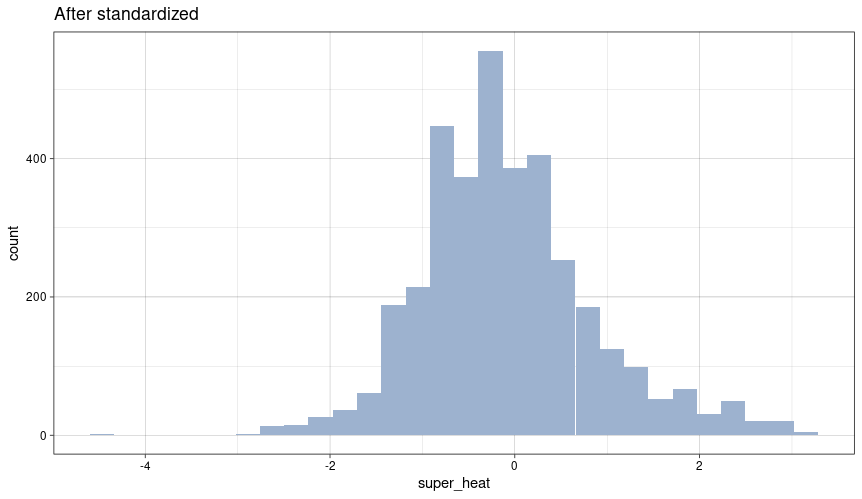 After standardized
count
400
200
0
-4 -2 0 2
super_heat